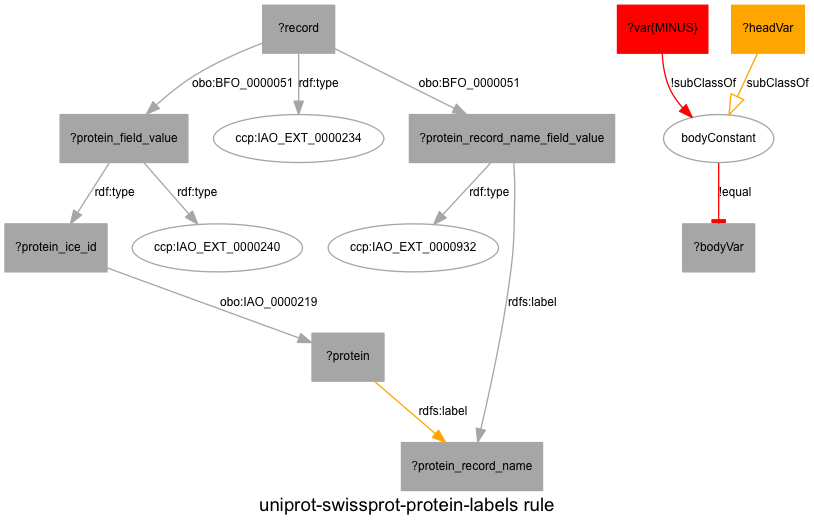 ?record
?var{MINUS}
?headVar
obo:BFO_0000051
rdf:type
obo:BFO_0000051
!subClassOf
subClassOf
?protein_field_value
ccp:IAO_EXT_0000234
?protein_record_name_field_value
bodyConstant
rdf:type
rdf:type
rdf:type
!equal
?protein_ice_id
ccp:IAO_EXT_0000240
ccp:IAO_EXT_0000932
?bodyVar
obo:IAO_0000219
rdfs:label
?protein
rdfs:label
?protein_record_name
uniprot-swissprot-protein-labels rule